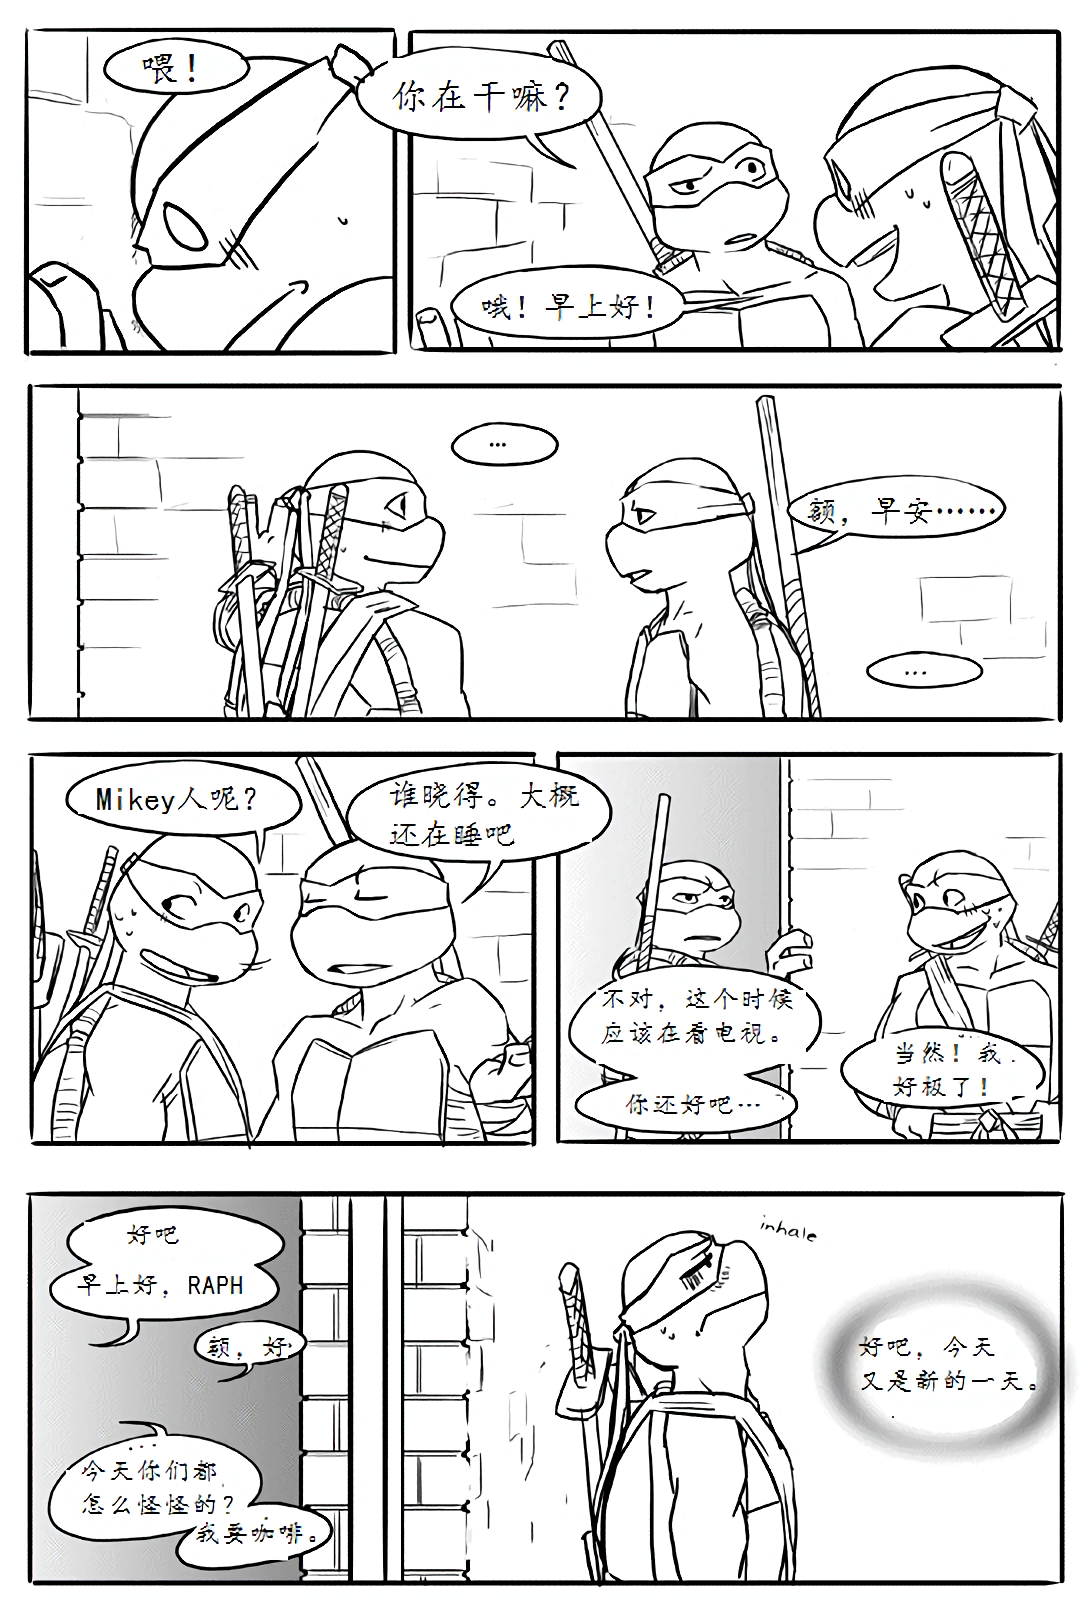 喂！
你在干嘛？
哦！早上好！
…
额，早安……
…
Mikey人呢？
谁晓得。大概
还在睡吧
不对，这个时候
应该在看电视。
你还好吧…
当然！我
好极了！
好吧
早上好，RAPH
额，好
…
今天你们都
怎么怪怪的？
我要咖啡。
inhale
好吧，今天
又是新的一天。